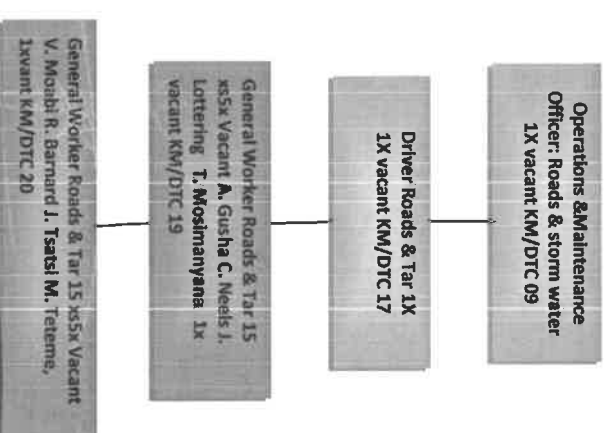 Operations &Maintenance
Officer: Roads & storm water
1X vacant KM/DTC 09
Driver Roads & Tar 1X
1X vacant KM/DTC 17
General Worker Roads & Tar 15
xs5x Vacant A. Gusha C. Neels J.
Lottering T. Mosimanyana 1x
vacant KM/DTC 19
General Worker Roads & Tar 15 xs5x Vacant
V. Moabi R. Barnard J. Tsatsi M. Teteme,
1xvant KM/DTC 20